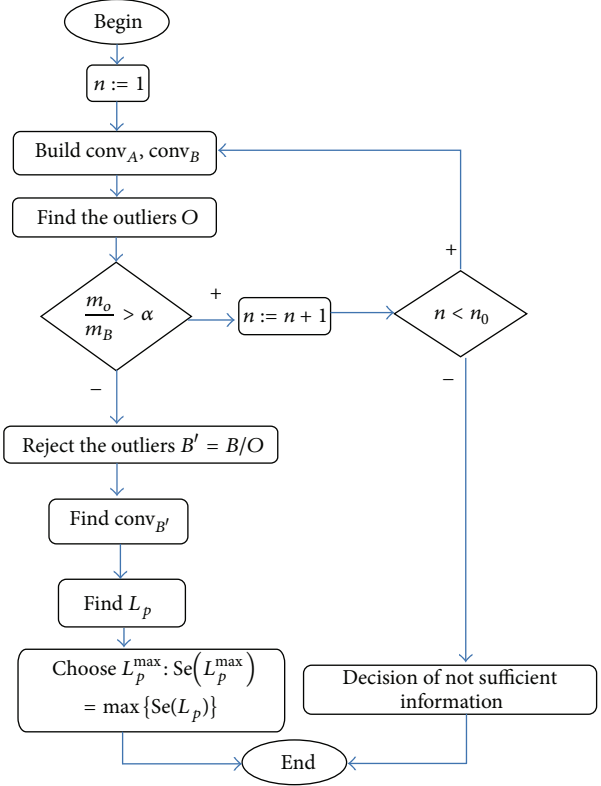 Begin
n := 1
Build conv_A, conv_B
Find the outliers O
m_o
m_B
> α
+
n := n + 1
n < n_0
+
−
−
Reject the outliers B′ = B/O
Find conv_B′
Find L_p
Choose L_p^max: Se(L_p^max)
= max {Se(L_p)}
Decision of not sufficient
information
End